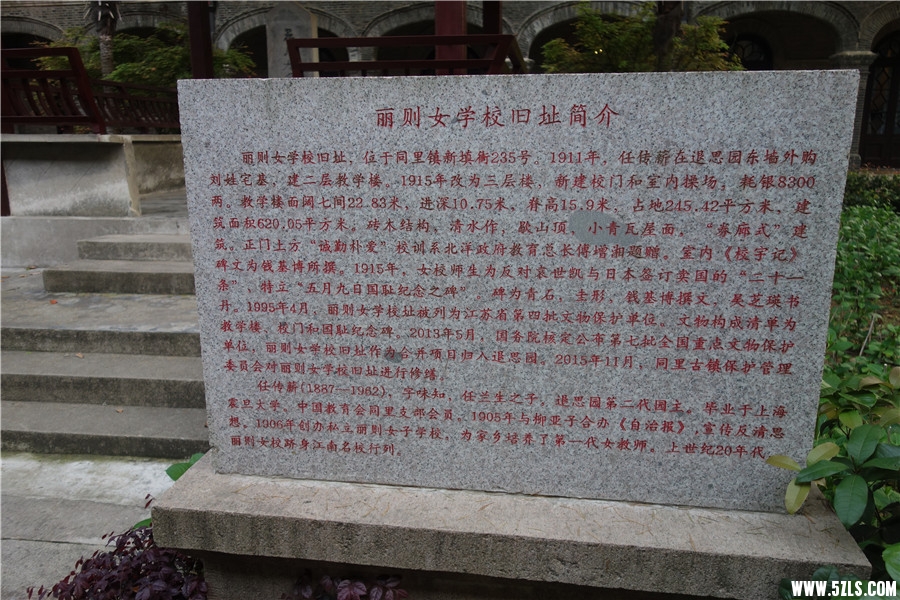 丽则女学校旧址简介
丽则女学校旧址，位于同里镇新填街235号。1911年，任传薪在退思园东墙外购
刘姓宅基，建二层教学楼。1915年改为三层楼，新建校门和室内操场，耗银8300
两。教学楼面阔七间22.83米，进深10.75米，脊高15.9米，占地245.42平方米，建
筑面积620.05平方米。砖木结构，清水作，歇山顶，小青瓦屋面，“券廊式”建
筑。正门上方“诚勤朴爱”校训系北洋政府教育总长傅增湘题赠。室内《校宇记》
碑文为钱基博所撰。1915年，女校师生为反对袁世凯与日本签订卖国的“二十一
条”，特立“五月九日国耻纪念之碑”。碑为青石，圭形，钱基博撰文，吴芝瑛书
丹。1995年4月，丽则女学校址被列为江苏省第四批文物保护单位。文物构成清单为
教学楼、校门和国耻纪念碑。2013年5月，国务院核定公布第七批全国重点文物保护
单位，丽则女学校旧址作为合并项目归入退思园。2015年11月，同里古镇保护管理
委员会对丽则女学校旧址进行修缮。
任传薪(1887—1962)，字味知，任兰生之子，退思园第二代园主。毕业于上海
震旦大学，中国教育会同里支部会员。1905年与柳亚子合办《自治报》，宣传反清思
想。1906年创办私立丽则女子学校，为家乡培养了第一代女教师。上世纪20年代，
丽则女校跻身江南名校行列。
WWW.5ZLS.COM